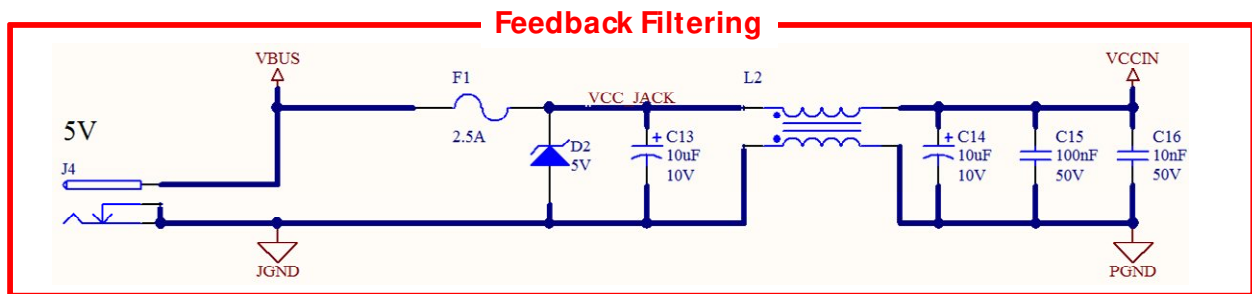 Feedback Filtering
VBUS
VCCIN
F1
L2
VCC_JACK
5V
2.5A
D2
5V
+ C13
10uF
10V
+ C14
10uF
10V
C15
100nF
50V
C16
10nF
50V
J4
JGND
PGND